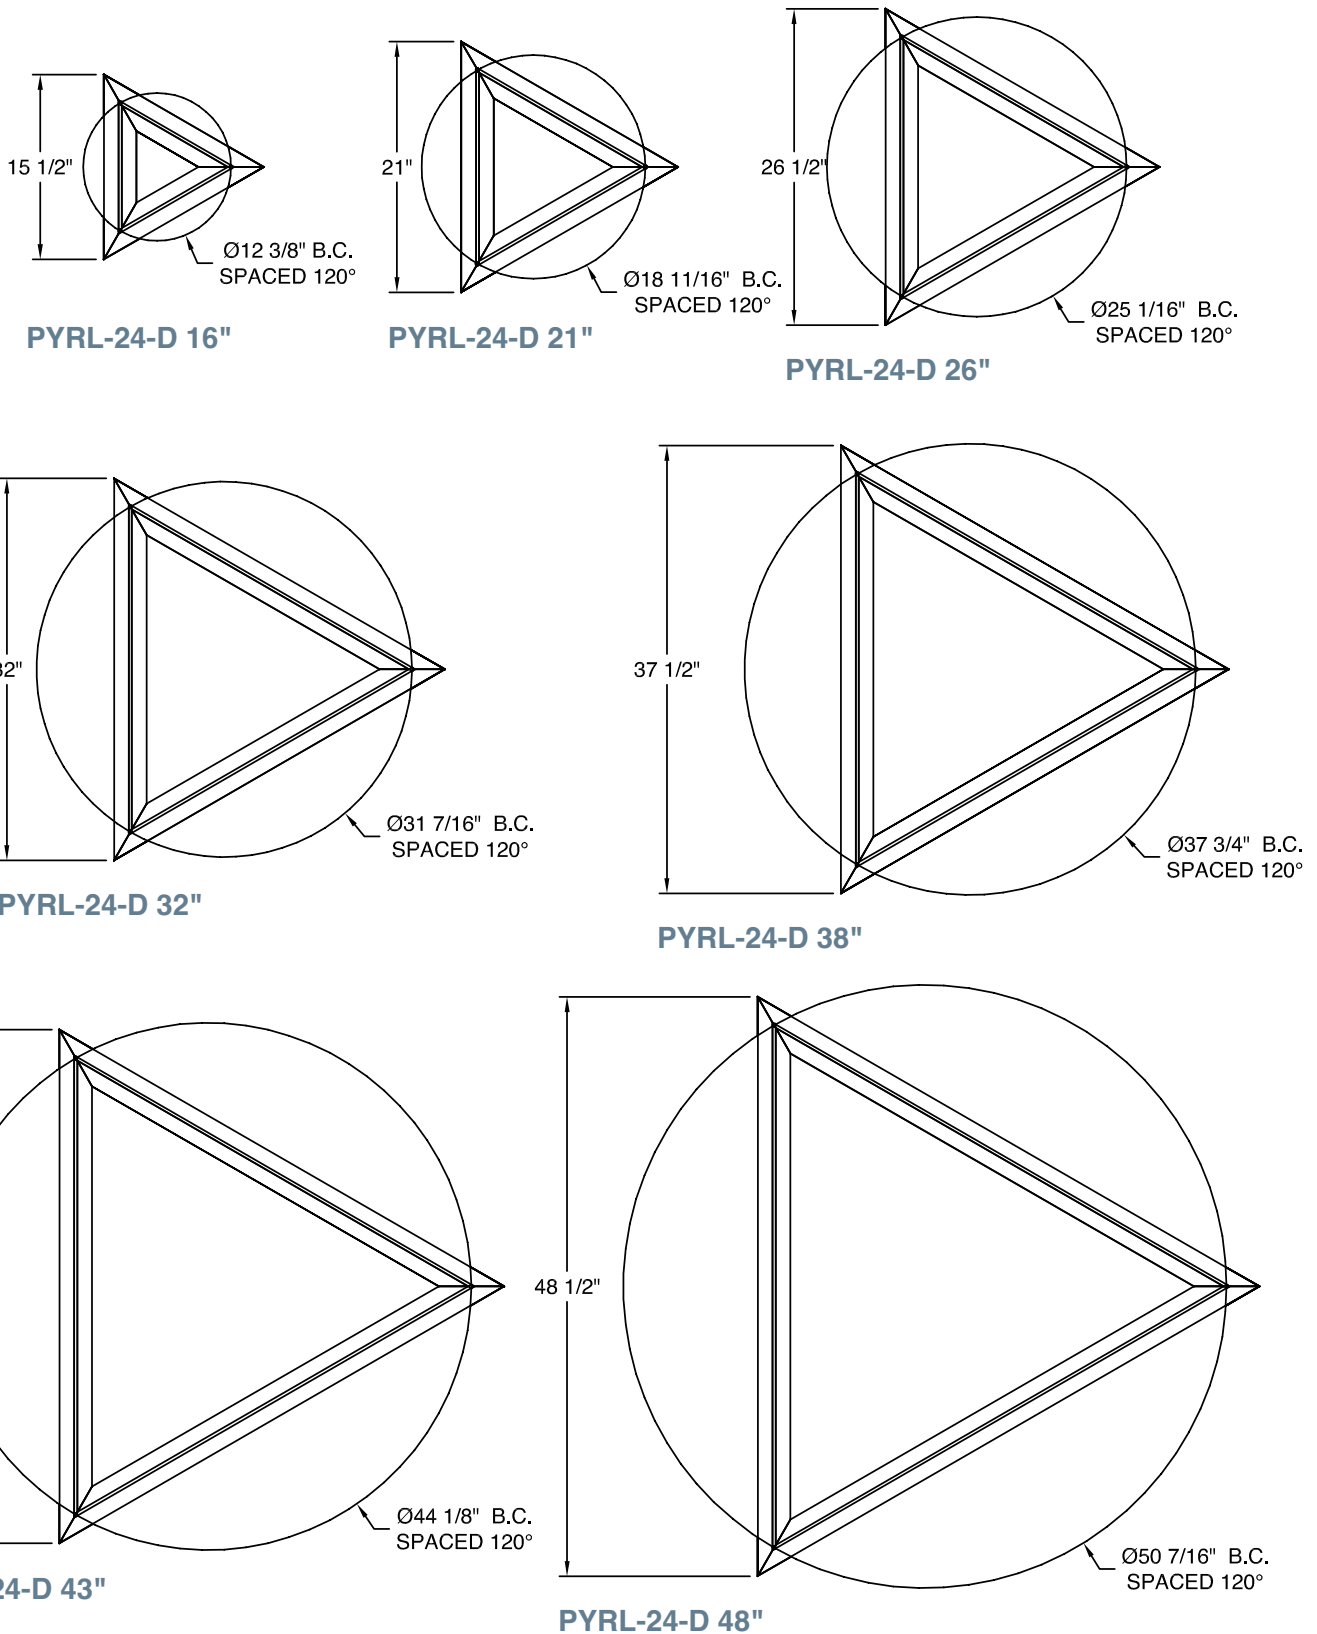 15 1/2"
Ø12 3/8" B.C.
SPACED 120°
PYRL-24-D 16"
21"
Ø18 11/16" B.C.
SPACED 120°
PYRL-24-D 21"
26 1/2"
Ø25 1/16" B.C.
SPACED 120°
PYRL-24-D 26"
32"
Ø31 7/16" B.C.
SPACED 120°
PYRL-24-D 32"
37 1/2"
Ø37 3/4" B.C.
SPACED 120°
PYRL-24-D 38"
Ø44 1/8" B.C.
SPACED 120°
24-D 43"
48 1/2"
Ø50 7/16" B.C.
SPACED 120°
PYRL-24-D 48"